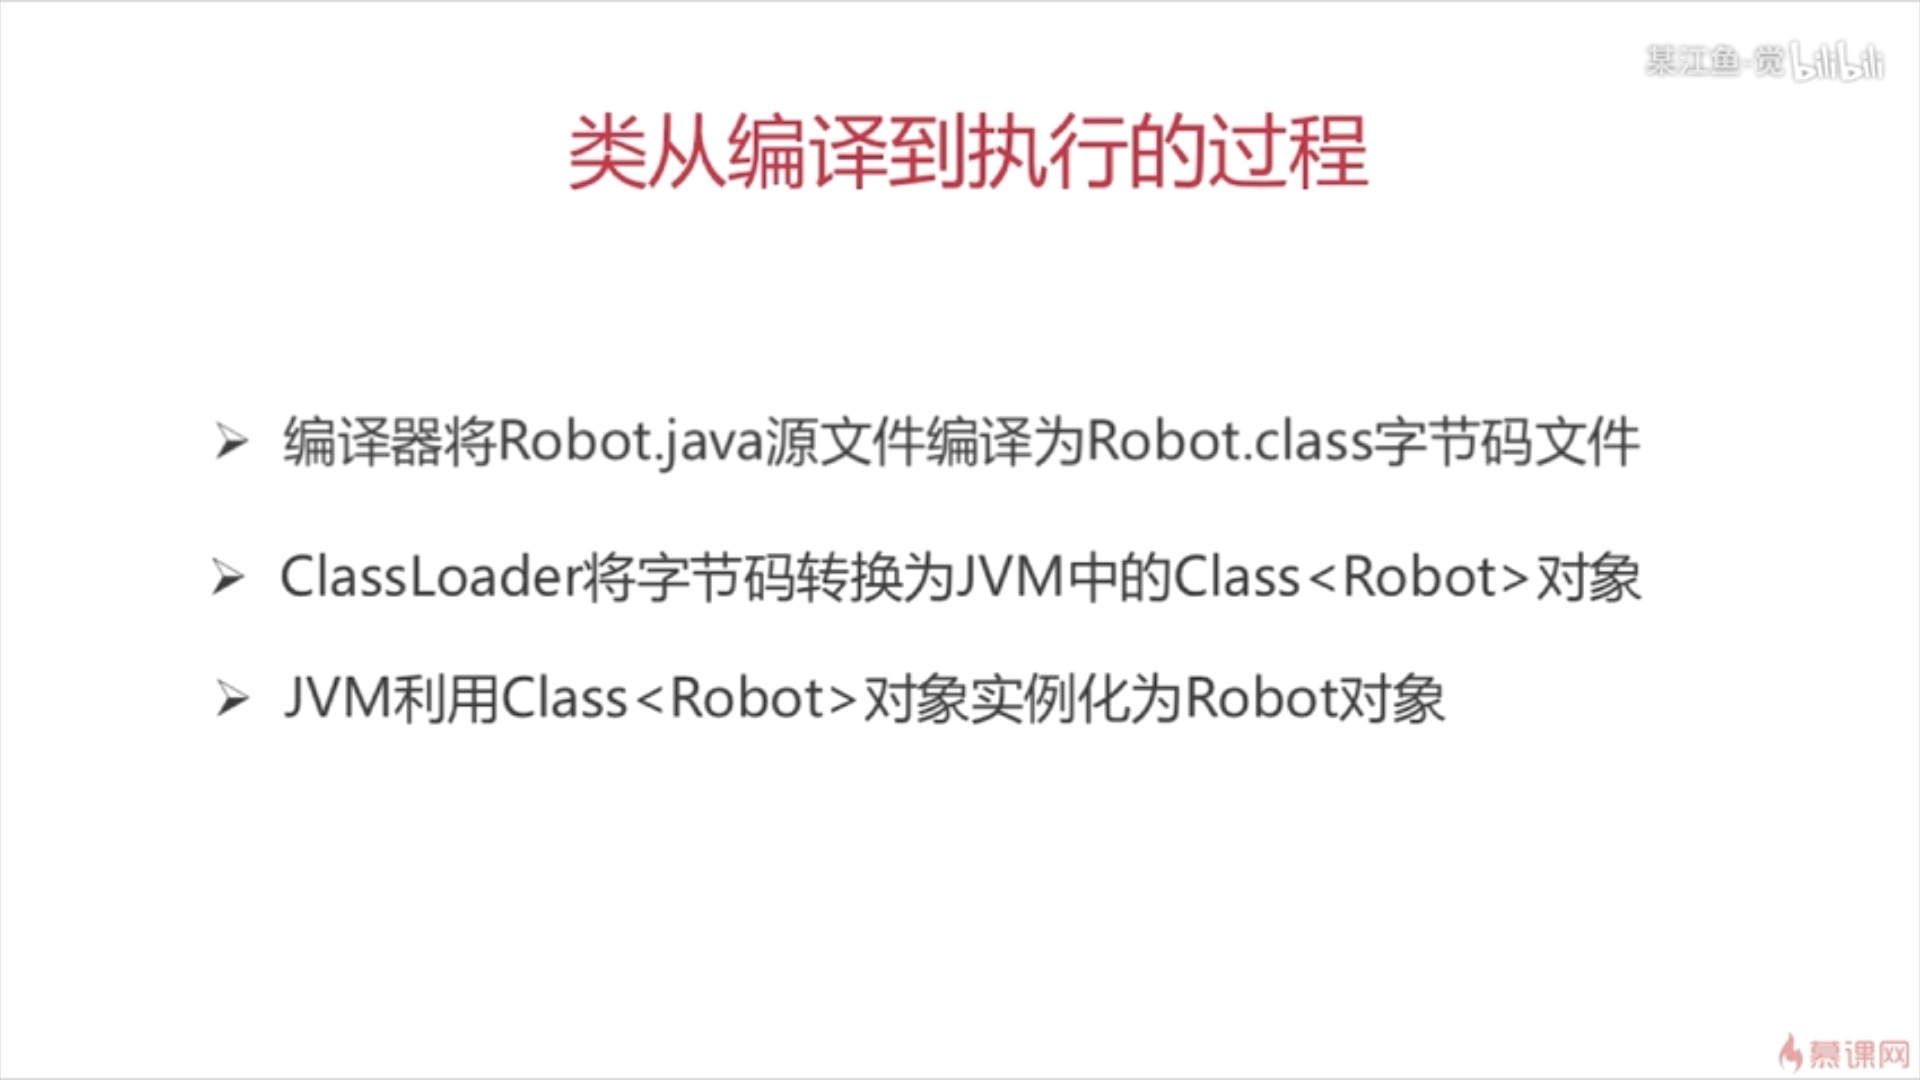 某江鱼-觉 bilibili
类从编译到执行的过程
编译器将Robot.java源文件编译为Robot.class字节码文件
ClassLoader将字节码转换为JVM中的Class<Robot>对象
JVM利用Class<Robot>对象实例化为Robot对象
慕课网